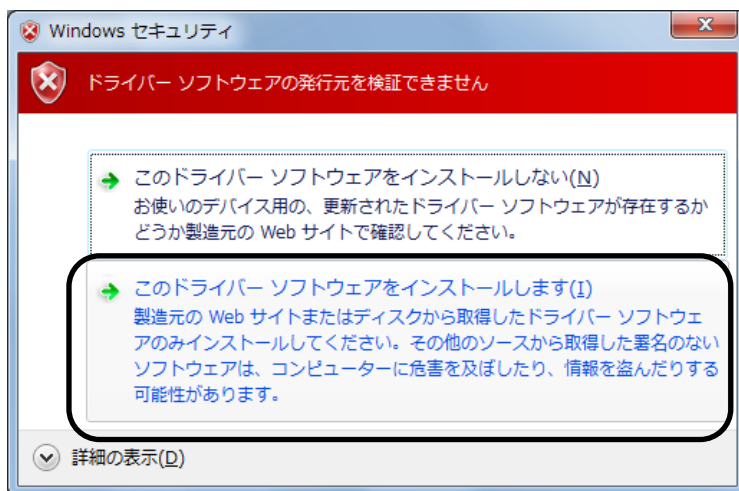 Windows セキュリティ
ドライバー ソフトウェアの発行元を検証できません
このドライバー ソフトウェアをインストールしない(N)
お使いのデバイス用の、更新されたドライバー ソフトウェアが存在するか
どうか製造元の Web サイトで確認してください。
このドライバー ソフトウェアをインストールします(I)
製造元の Web サイトまたはディスクから取得したドライバー ソフトウェ
アのみインストールしてください。その他のソースから取得した署名のない
ソフトウェアは、コンピューターに危害を及ぼしたり、情報を盗んだりする
可能性があります。
詳細の表示(D)